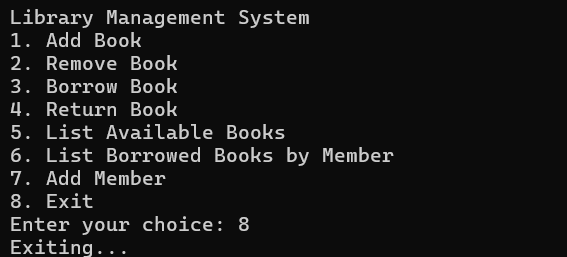 Library Management System
1. Add Book
2. Remove Book
3. Borrow Book
4. Return Book
5. List Available Books
6. List Borrowed Books by Member
7. Add Member
8. Exit
Enter your choice: 8
Exiting...